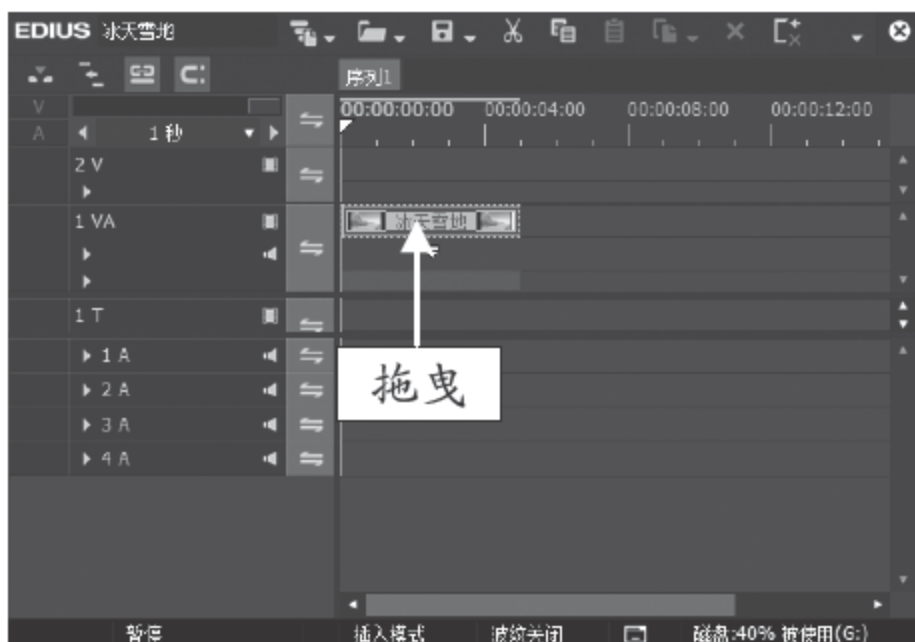 EDIUS 冰天雪地
序列1
V
A
1秒
00:00:00:00 00:00:04:00 00:00:08:00 00:00:12:00
2 V
1 VA
冰天雪地
1 T
1 A
拖曳
2 A
3 A
4 A
暂停 插入模式 波纹关闭 磁盘:40% 被使用(G:)